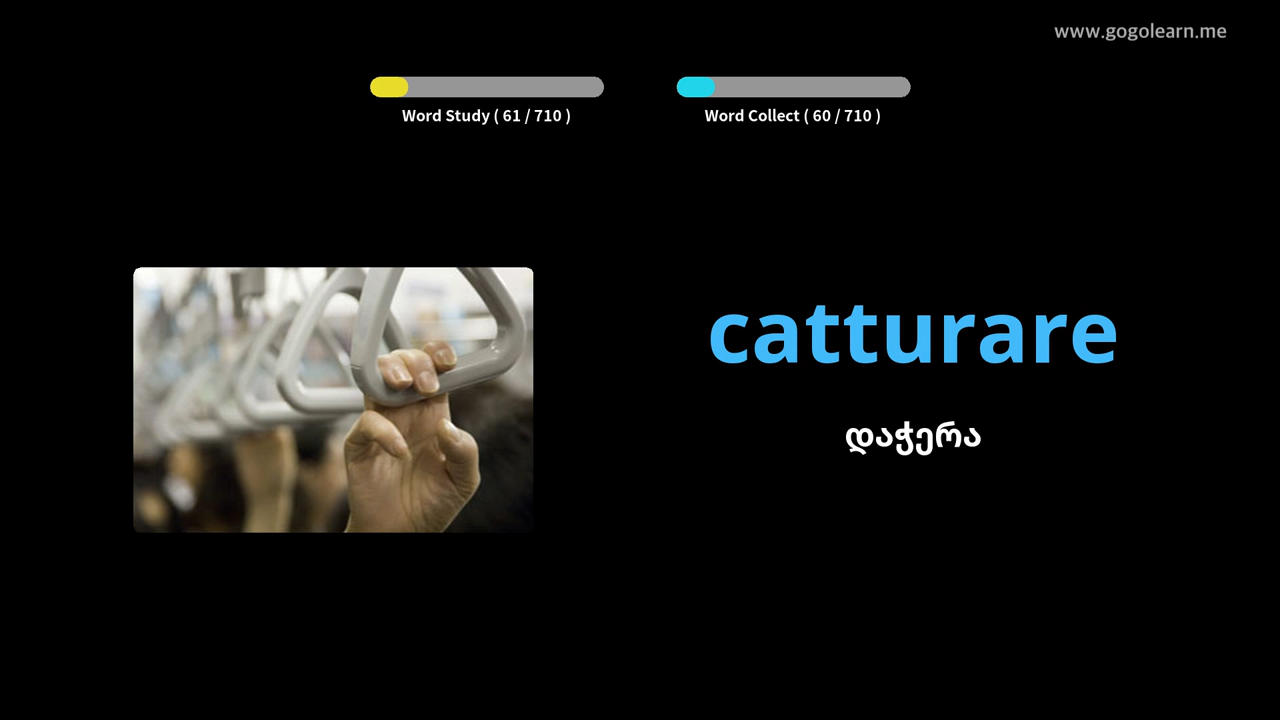 www.gogolearn.me
Word Study ( 61 / 710 )
Word Collect ( 60 / 710 )
catturare
დაჭერა